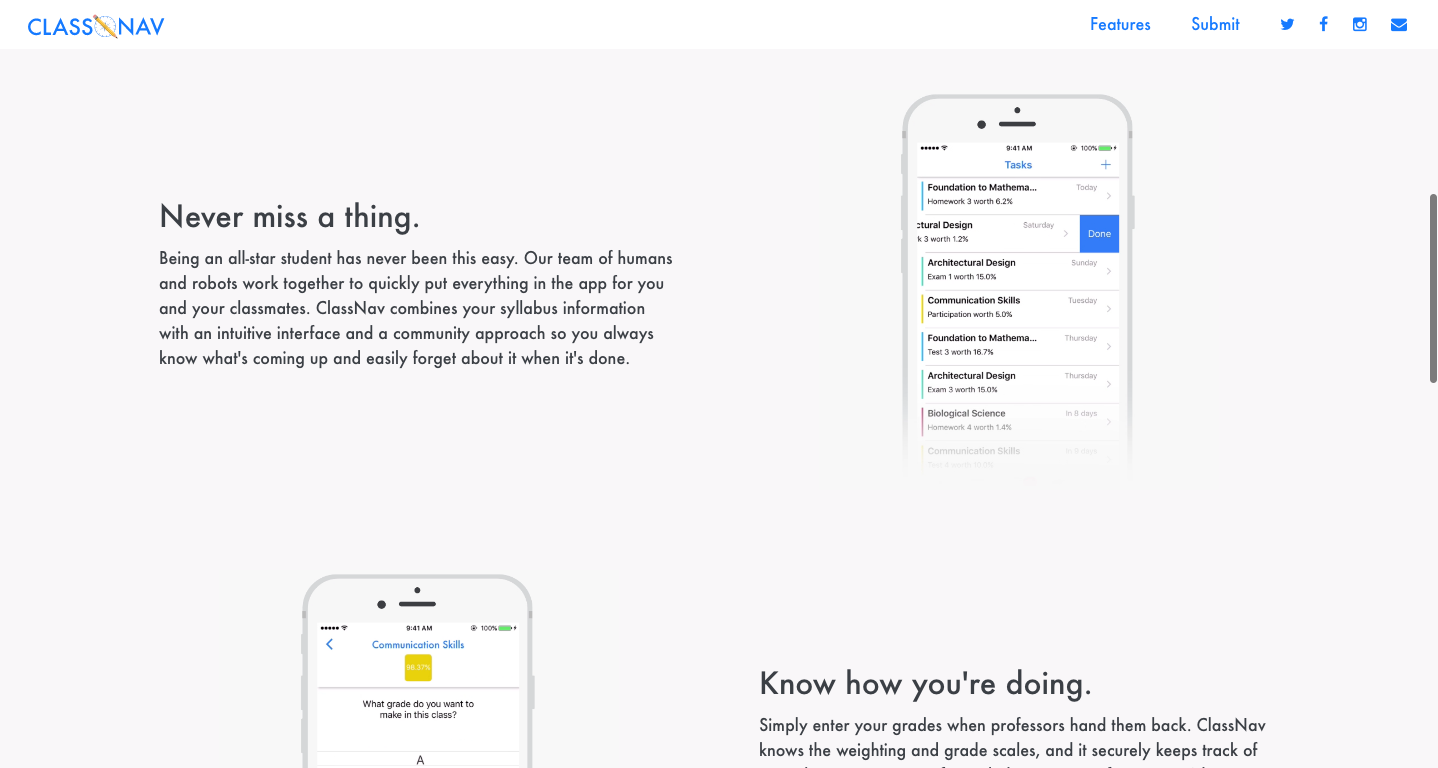 CLASS NAV
Features
Submit
Never miss a thing.
Being an all-star student has never been this easy. Our team of humans
and robots work together to quickly put everything in the app for you
and your classmates. ClassNav combines your syllabus information
with an intuitive interface and a community approach so you always
know what's coming up and easily forget about it when it's done.
9:41 AM
100%
Tasks
+
Foundation to Mathema...
Today
Homework 3 worth 6.2%
ctural Design
Saturday
k 3 worth 1.2%
Done
Architectural Design
Sunday
Exam 1 worth 15.0%
Communication Skills
Tuesday
Participation worth 5.0%
Foundation to Mathema...
Thursday
Test 3 worth 16.7%
Architectural Design
Thursday
Exam 3 worth 15.0%
Biological Science
In 8 days
Homework 4 worth 1.4%
Communication Skills
In 8 days
9:41 AM
100%
Communication Skills
98.37%
What grade do you want to
make in this class?
A
Know how you're doing.
Simply enter your grades when professors hand them back. ClassNav
knows the weighting and grade scales, and it securely keeps track of